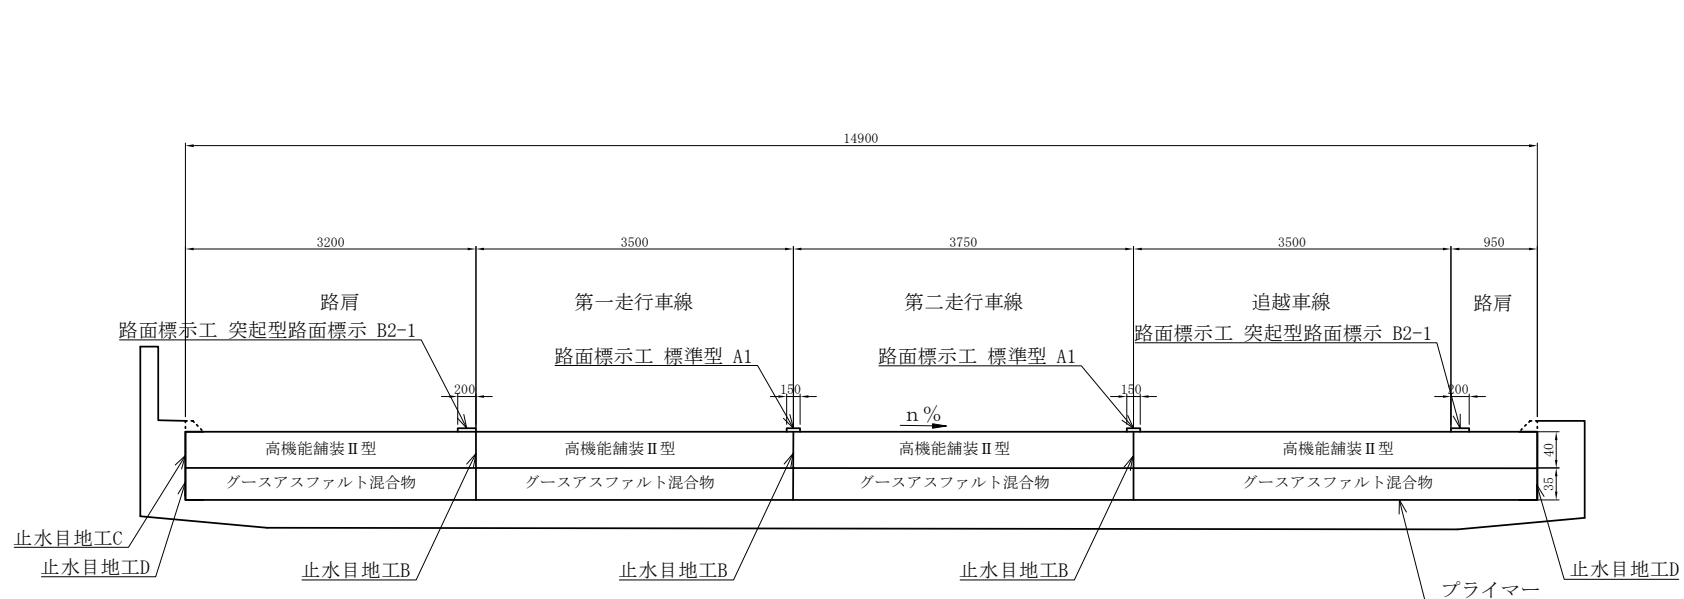 14900
3200
3500
3750
3500
950
路肩
第一走行車線
第二走行車線
追越車線
路肩
路面標示工 突起型路面標示 B2-1
路面標示工 標準型 A1
路面標示工 標準型 A1
路面標示工 突起型路面標示 B2-1
200
150
150
200
n%
高機能舗装Ⅱ型
高機能舗装Ⅱ型
高機能舗装Ⅱ型
高機能舗装Ⅱ型
40
グースアスファルト混合物
グースアスファルト混合物
グースアスファルト混合物
グースアスファルト混合物
35
止水目地工C
止水目地工D
止水目地工B
止水目地工B
止水目地工B
止水目地工D
プライマー